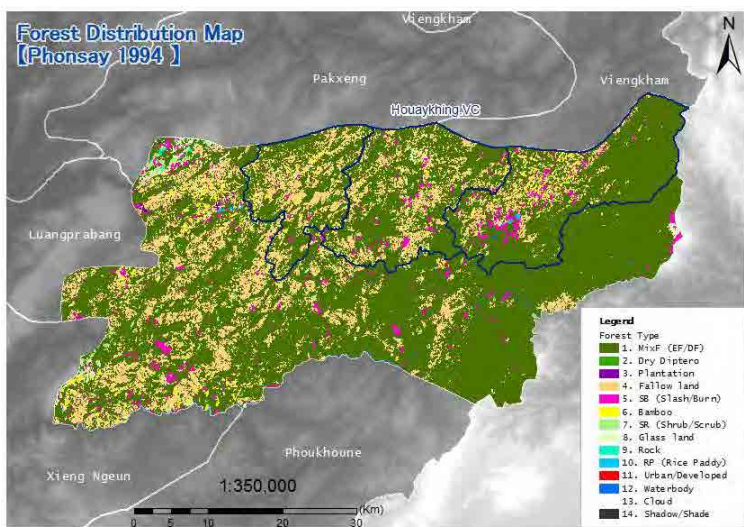 Forest Distribution Map
【Phonsay 1994 】
Viengkham
N
Pakxeng
Viengkham
Houaykhing.VC
Luangprabang
Legend
Forest Type
1. MixF (EF/DF)
2. Dry Diptero
3. Plantation
4. Fallow land
5. SB (Slash/Burn)
6. Bamboo
7. SR (Shrub/Scrub)
8. Glass land
9. Rock
10. RP (Rice Paddy)
11. Urban/Developed
12. Waterbody
13. Cloud
14. Shadow/Shade
Phoukhoune
Xieng Ngeun
1:350,000
(Km)
0 5 10 20 30